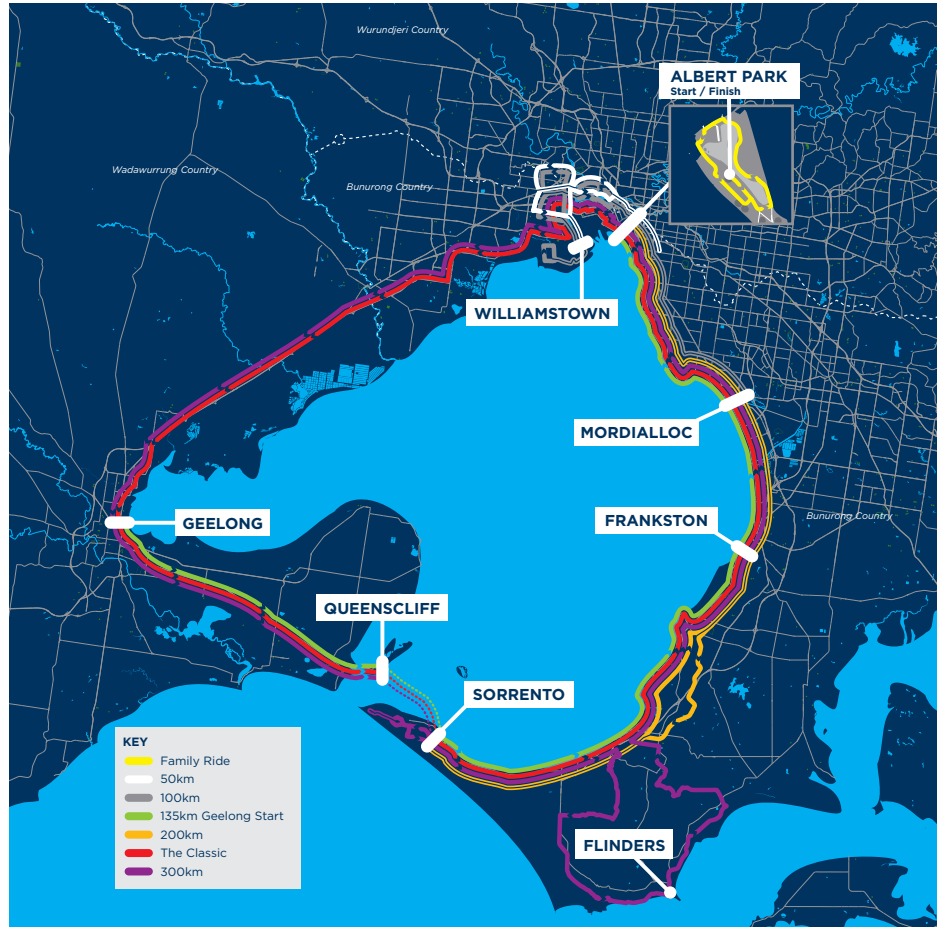 Wurundjeri Country
ALBERT PARK
Start / Finish
Wadawurrung Country
Bunurong Country
WILLIAMSTOWN
MORDIALLOC
GEELONG
FRANKSTON
Bunurong Country
QUEENSCLIFF
SORRENTO
KEY
Family Ride
50km
100km
135km Geelong Start
200km
The Classic
300km
FLINDERS